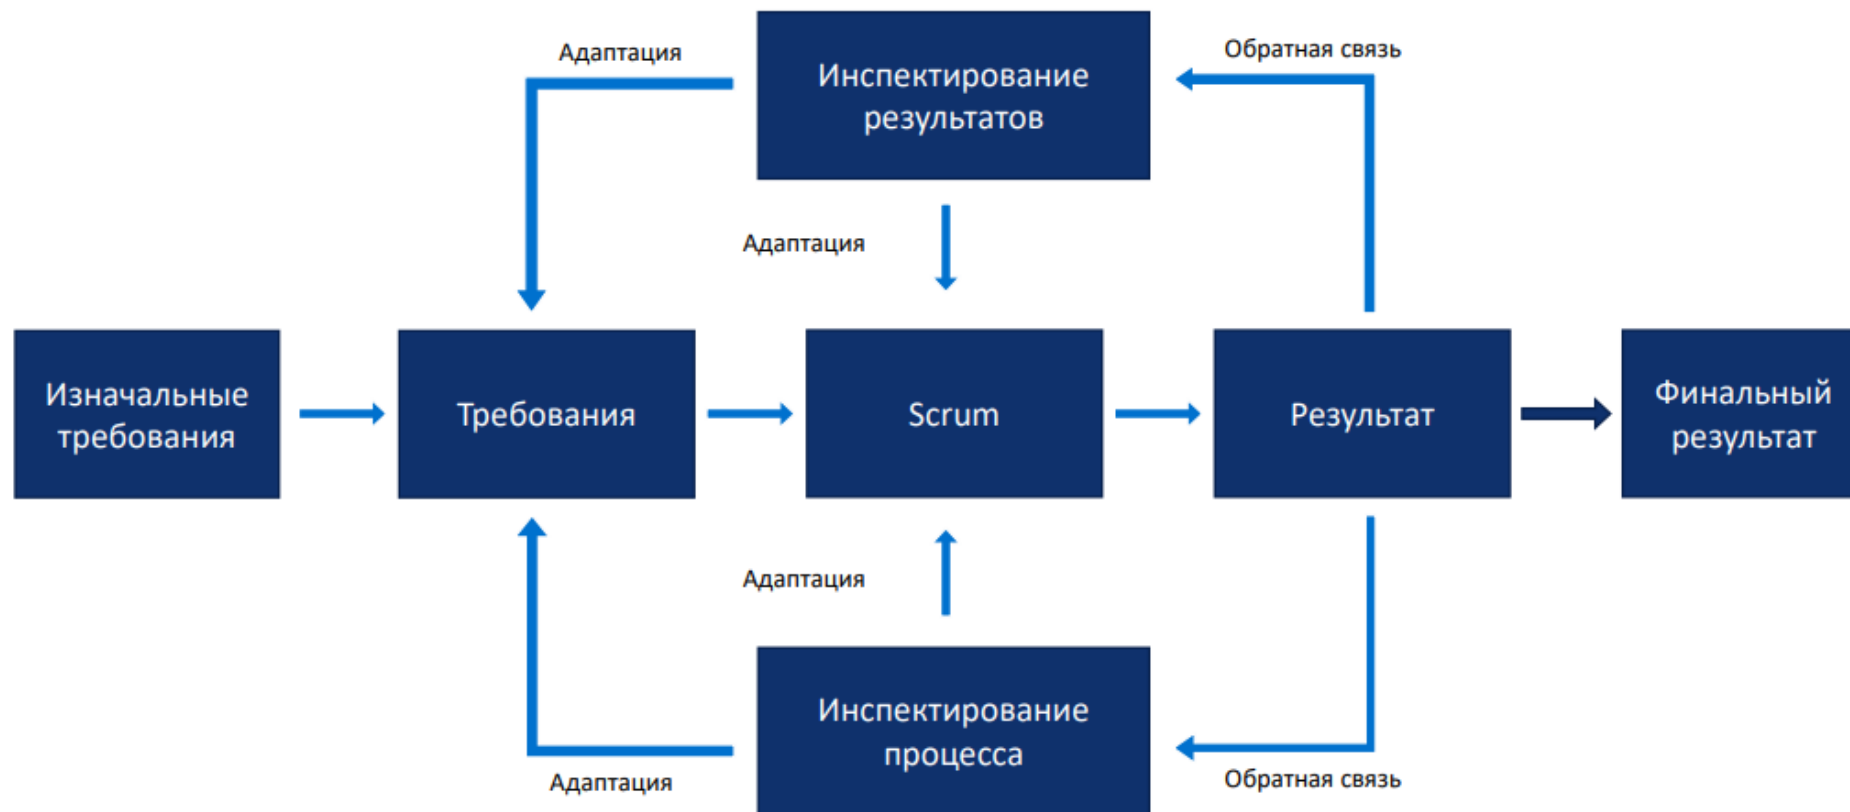 Адаптация
Инспектирование
результатов
Обратная связь
Адаптация
Изначальные
требования
Требования
Scrum
Результат
Финальный
результат
Адаптация
Инспектирование
процесса
Адаптация
Обратная связь